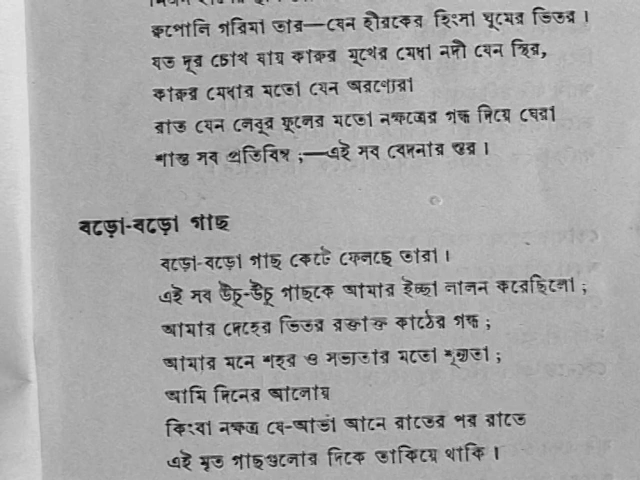 রূপোলি গরিমা তার—যেন হীরকের হিংসা ঘুমের ভিতর।
যত দূর চোখ যায় কারুর মুখের মেধা নদী যেন স্থির,
কারুর মেধার মতো যেন অরণ্যেরা
রাত যেন লেবুর ফুলের মতো নক্ষত্রের গন্ধ দিয়ে ঘেরা
শান্ত সব প্রতিবিম্ব ;—এই সব বেদনার স্তর।
বড়ো-বড়ো গাছ
বড়ো-বড়ো গাছ কেটে ফেলছে তারা।
এই সব উঁচু-উঁচু গাছকে আমার ইচ্ছা লালন করেছিলো ;
আমার দেহের ভিতর রক্তাক্ত কাঠের গন্ধ ;
আমার মনে শহর ও সভ্যতার মতো শূন্যতা ;
আমি দিনের আলোয়
কিংবা নক্ষত্র যে-আভা আনে রাতের পর রাতে
এই মৃত গাছগুলোর দিকে তাকিয়ে থাকি।